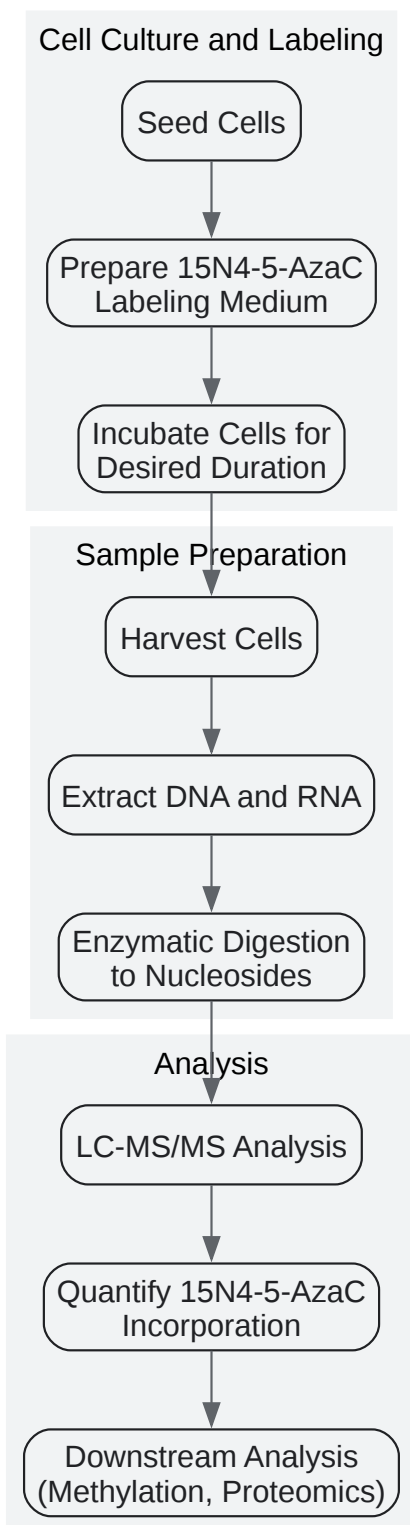 Cell Culture and Labeling
Seed Cells
Prepare 15N4-5-AzaC
Labeling Medium
Incubate Cells for
Desired Duration
Sample Preparation
Harvest Cells
Extract DNA and RNA
Enzymatic Digestion
to Nucleosides
Analysis
LC-MS/MS Analysis
Quantify 15N4-5-AzaC
Incorporation
Downstream Analysis
(Methylation, Proteomics)